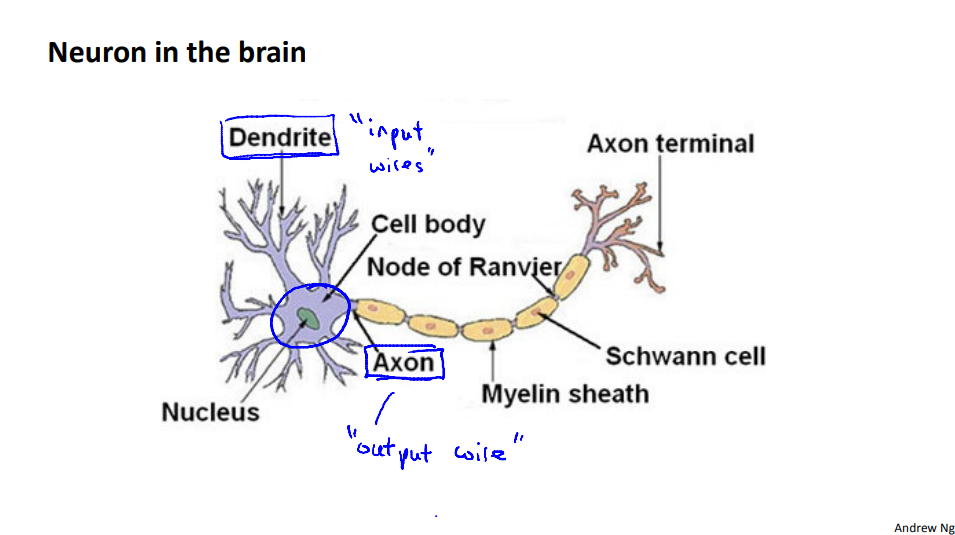 Neuron in the brain
Dendrite
"input
wires"
Axon terminal
Cell body
Node of Ranvier
Axon
Schwann cell
Myelin sheath
Nucleus
"output wire"
Andrew Ng